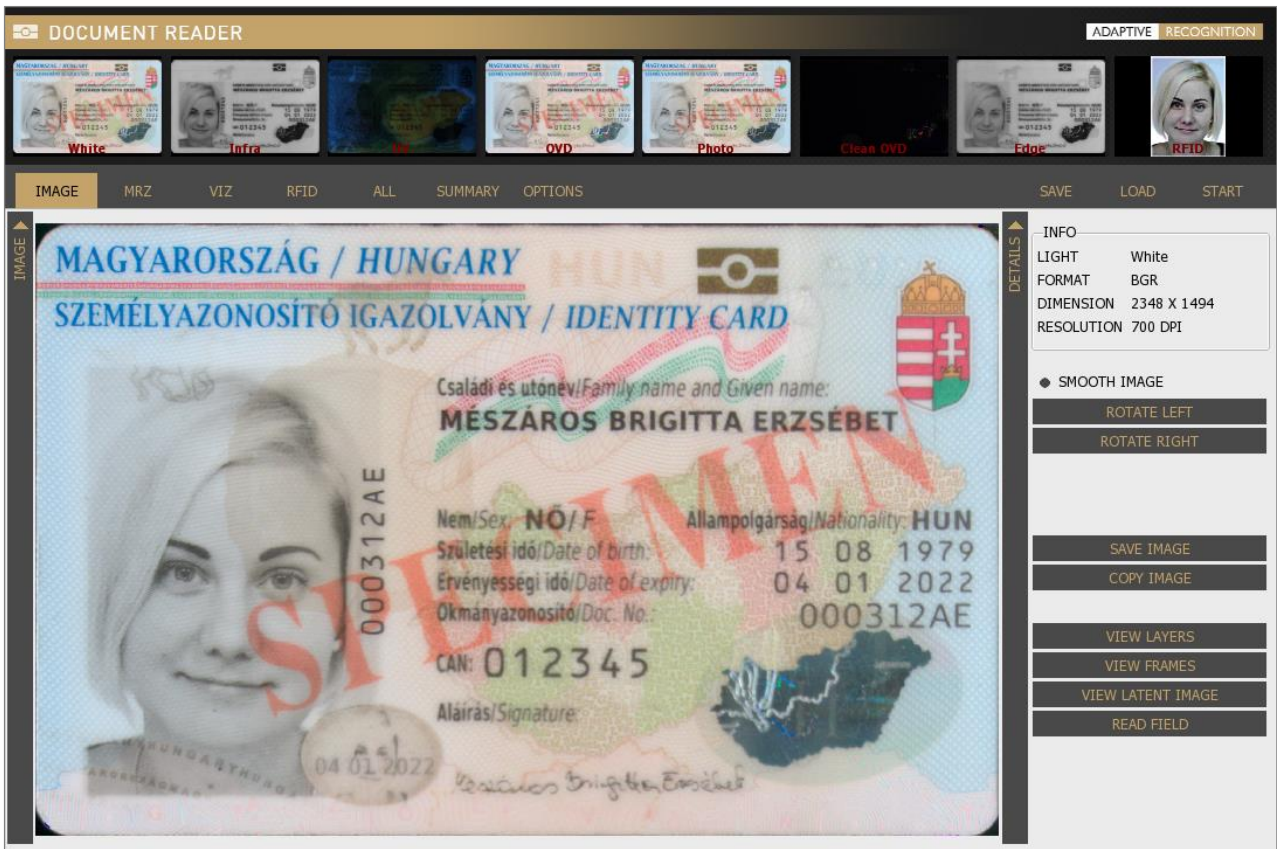 DOCUMENT READER
ADAPTIVE RECOGNITION
White
Infra
UV
OVD
Photo
Clean OVD
Edge
RFID
IMAGE MRZ VIZ RFID ALL SUMMARY OPTIONS
SAVE LOAD START
IMAGE
MAGYARORSZÁG / HUNGARY
HUN
SZEMÉLYAZONOSÍTÓ IGAZOLVÁNY / IDENTITY CARD
Családi és utónév/Family name and Given name:
MÉSZÁROS BRIGITTA ERZSÉBET
SPECIMEN
000312AE
Nem/Sex: NŐ/F Állampolgárság/Nationality: HUN
Születési idő/Date of birth: 15 08 1979
Érvényességi idő/Date of expiry: 04 01 2022
Okmányazonosító/Doc. No.: 000312AE
CAN: 012345
Aláírás/Signature:
04 01 2022
Mészáros Brigitta Erzsébet
DETAILS
INFO
LIGHT White
FORMAT BGR
DIMENSION 2348 X 1494
RESOLUTION 700 DPI
SMOOTH IMAGE
ROTATE LEFT
ROTATE RIGHT
SAVE IMAGE
COPY IMAGE
VIEW LAYERS
VIEW FRAMES
VIEW LATENT IMAGE
READ FIELD